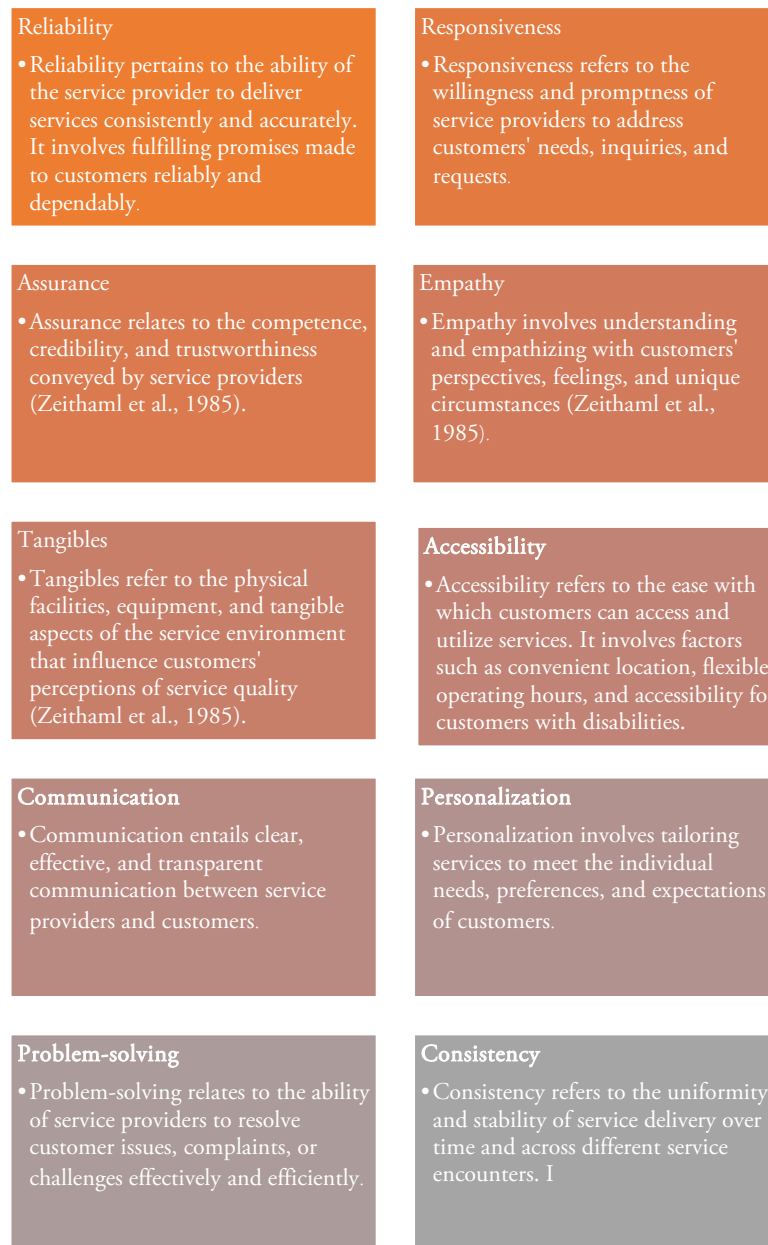 Reliability
•Reliability pertains to the ability of
the service provider to deliver
services consistently and accurately.
It involves fulfilling promises made
to customers reliably and
dependably.
Responsiveness
•Responsiveness refers to the
willingness and promptness of
service providers to address
customers' needs, inquiries, and
requests.
Assurance
•Assurance relates to the competence,
credibility, and trustworthiness
conveyed by service providers
(Zeithaml et al., 1985).
Empathy
•Empathy involves understanding
and empathizing with customers'
perspectives, feelings, and unique
circumstances (Zeithaml et al.,
1985).
Tangibles
•Tangibles refer to the physical
facilities, equipment, and tangible
aspects of the service environment
that influence customers'
perceptions of service quality
(Zeithaml et al., 1985).
Accessibility
•Accessibility refers to the ease with
which customers can access and
utilize services. It involves factors
such as convenient location, flexible
operating hours, and accessibility fo
customers with disabilities.
Communication
•Communication entails clear,
effective, and transparent
communication between service
providers and customers.
Personalization
•Personalization involves tailoring
services to meet the individual
needs, preferences, and expectations
of customers.
Problem-solving
•Problem-solving relates to the ability
of service providers to resolve
customer issues, complaints, or
challenges effectively and efficiently.
Consistency
•Consistency refers to the uniformity
and stability of service delivery over
time and across different service
encounters. I